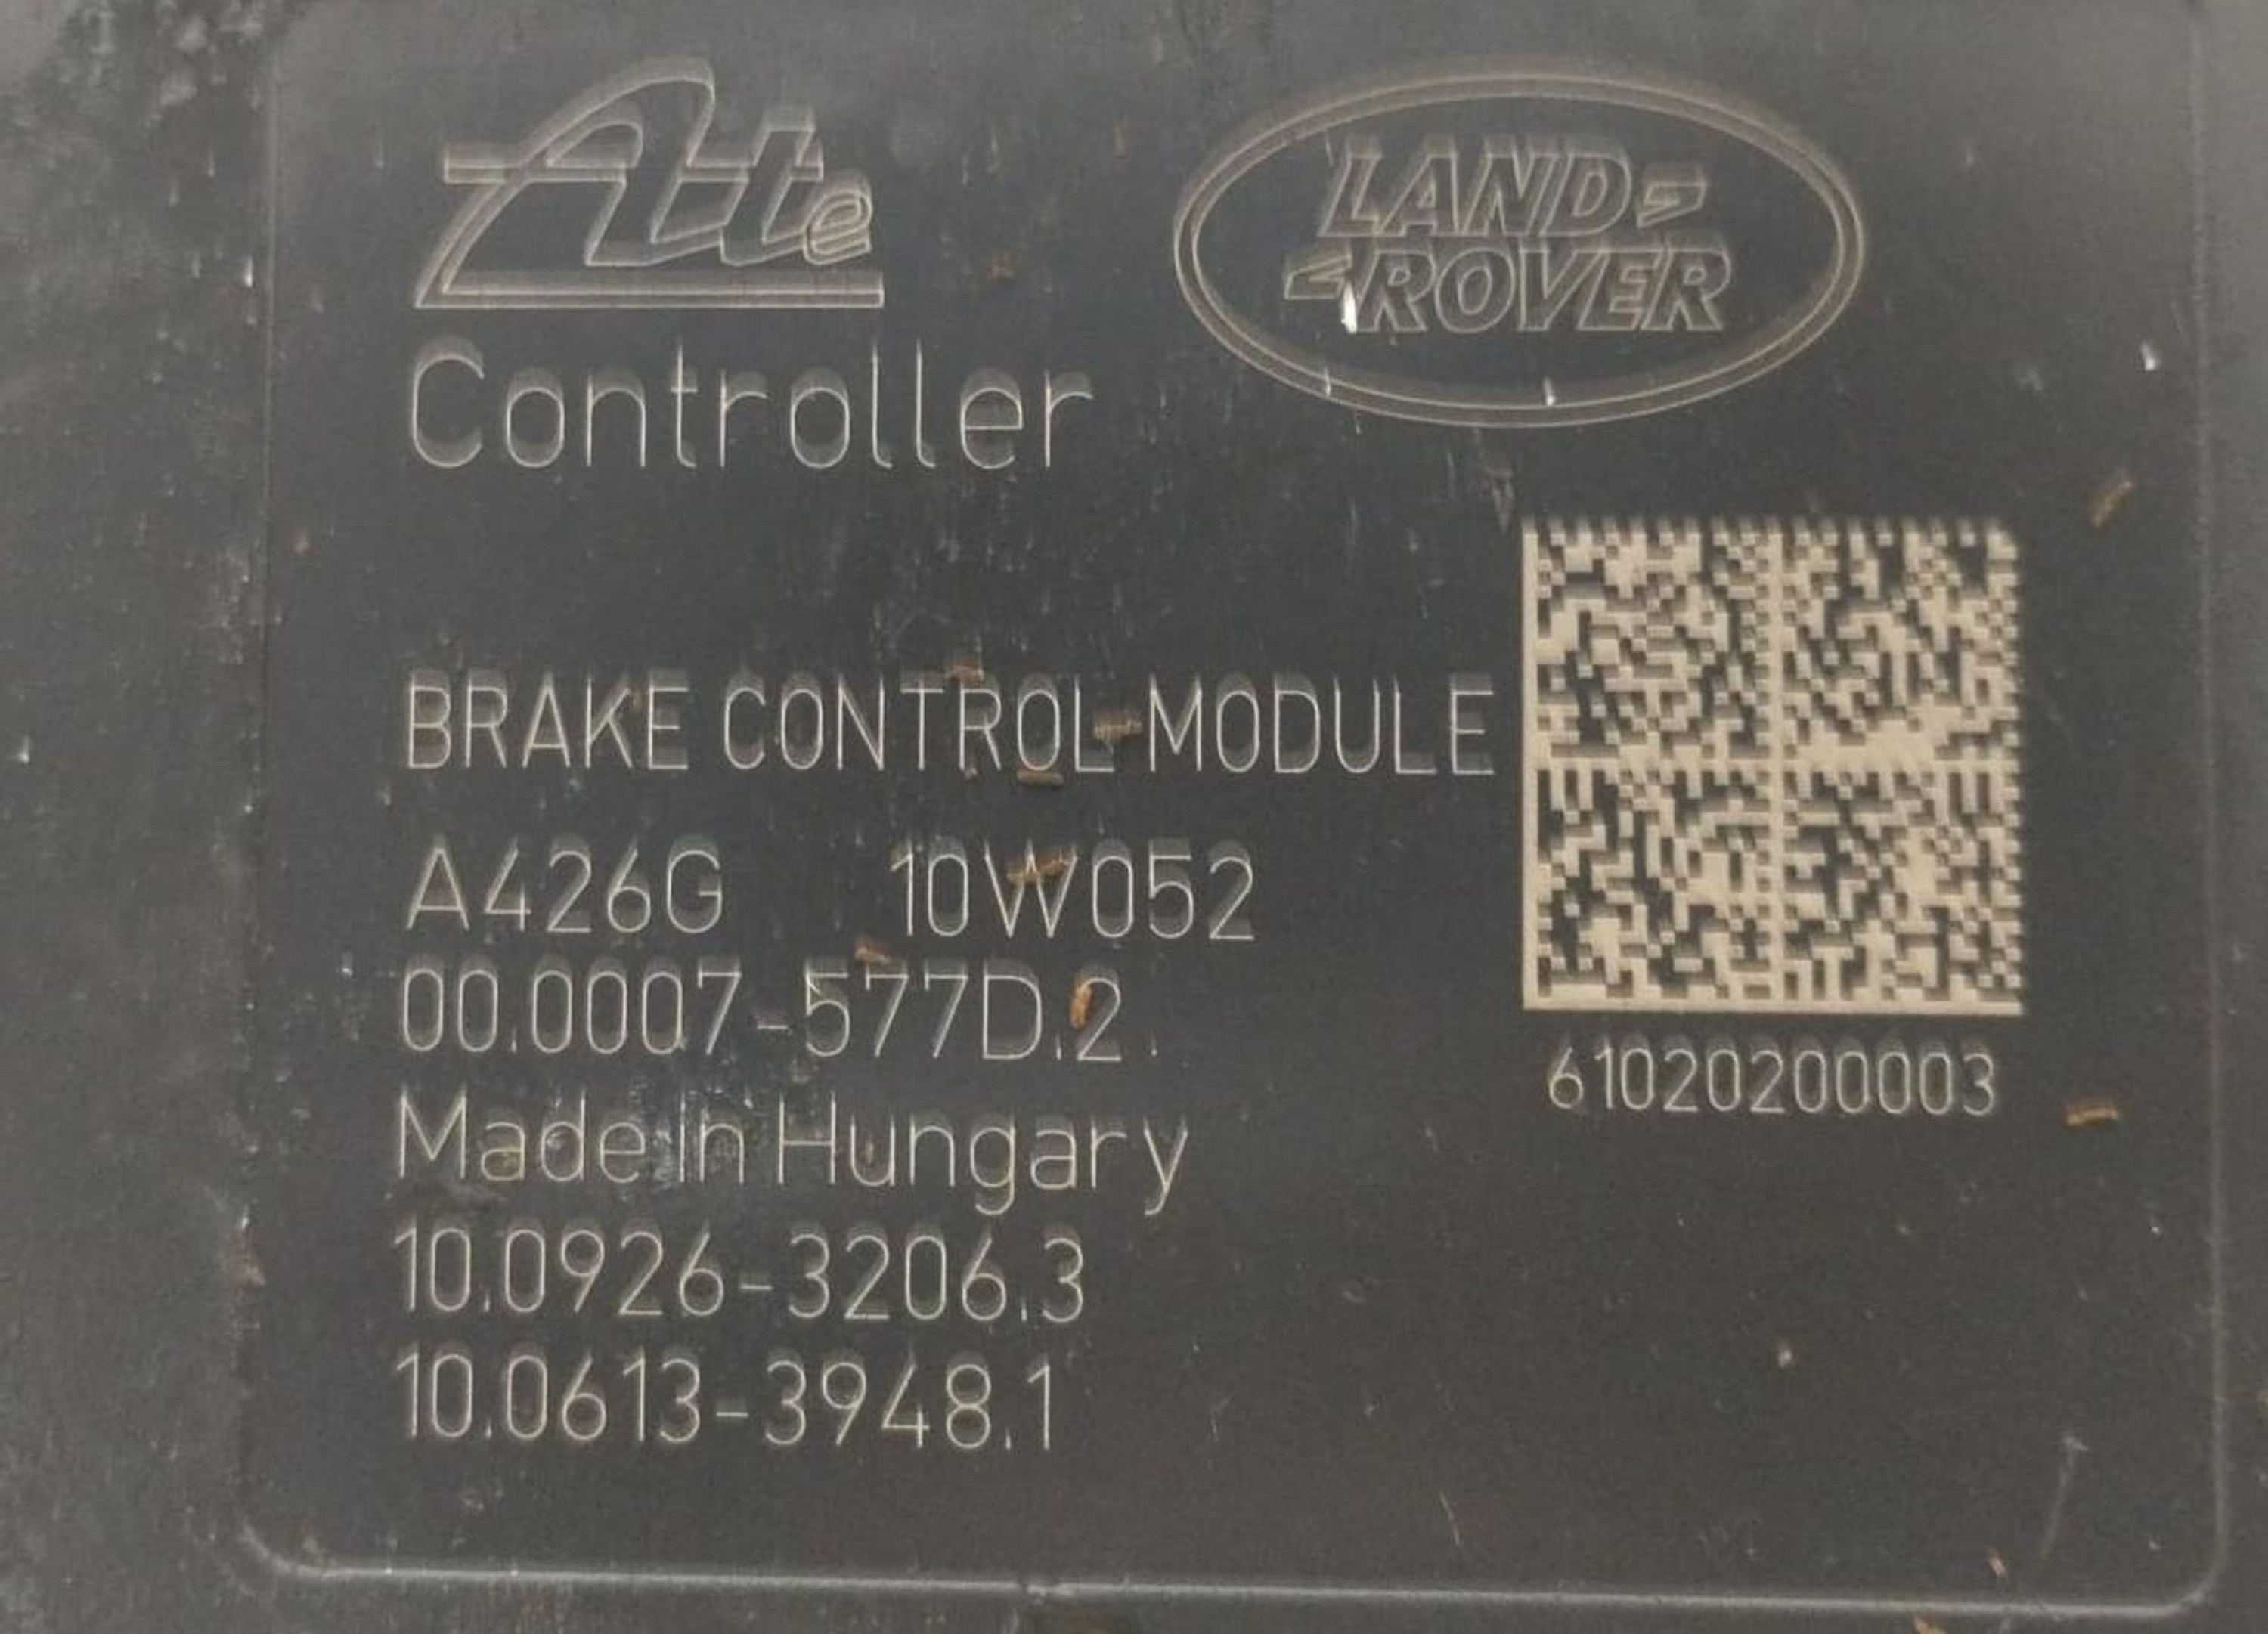 Ate
LAND
ROVER
Controller
BRAKE CONTROL MODULE
A426G 10W052
00.0007-577D.2
61020200003
Made in Hungary
10.0926-3206.3
10.0613-3948.1